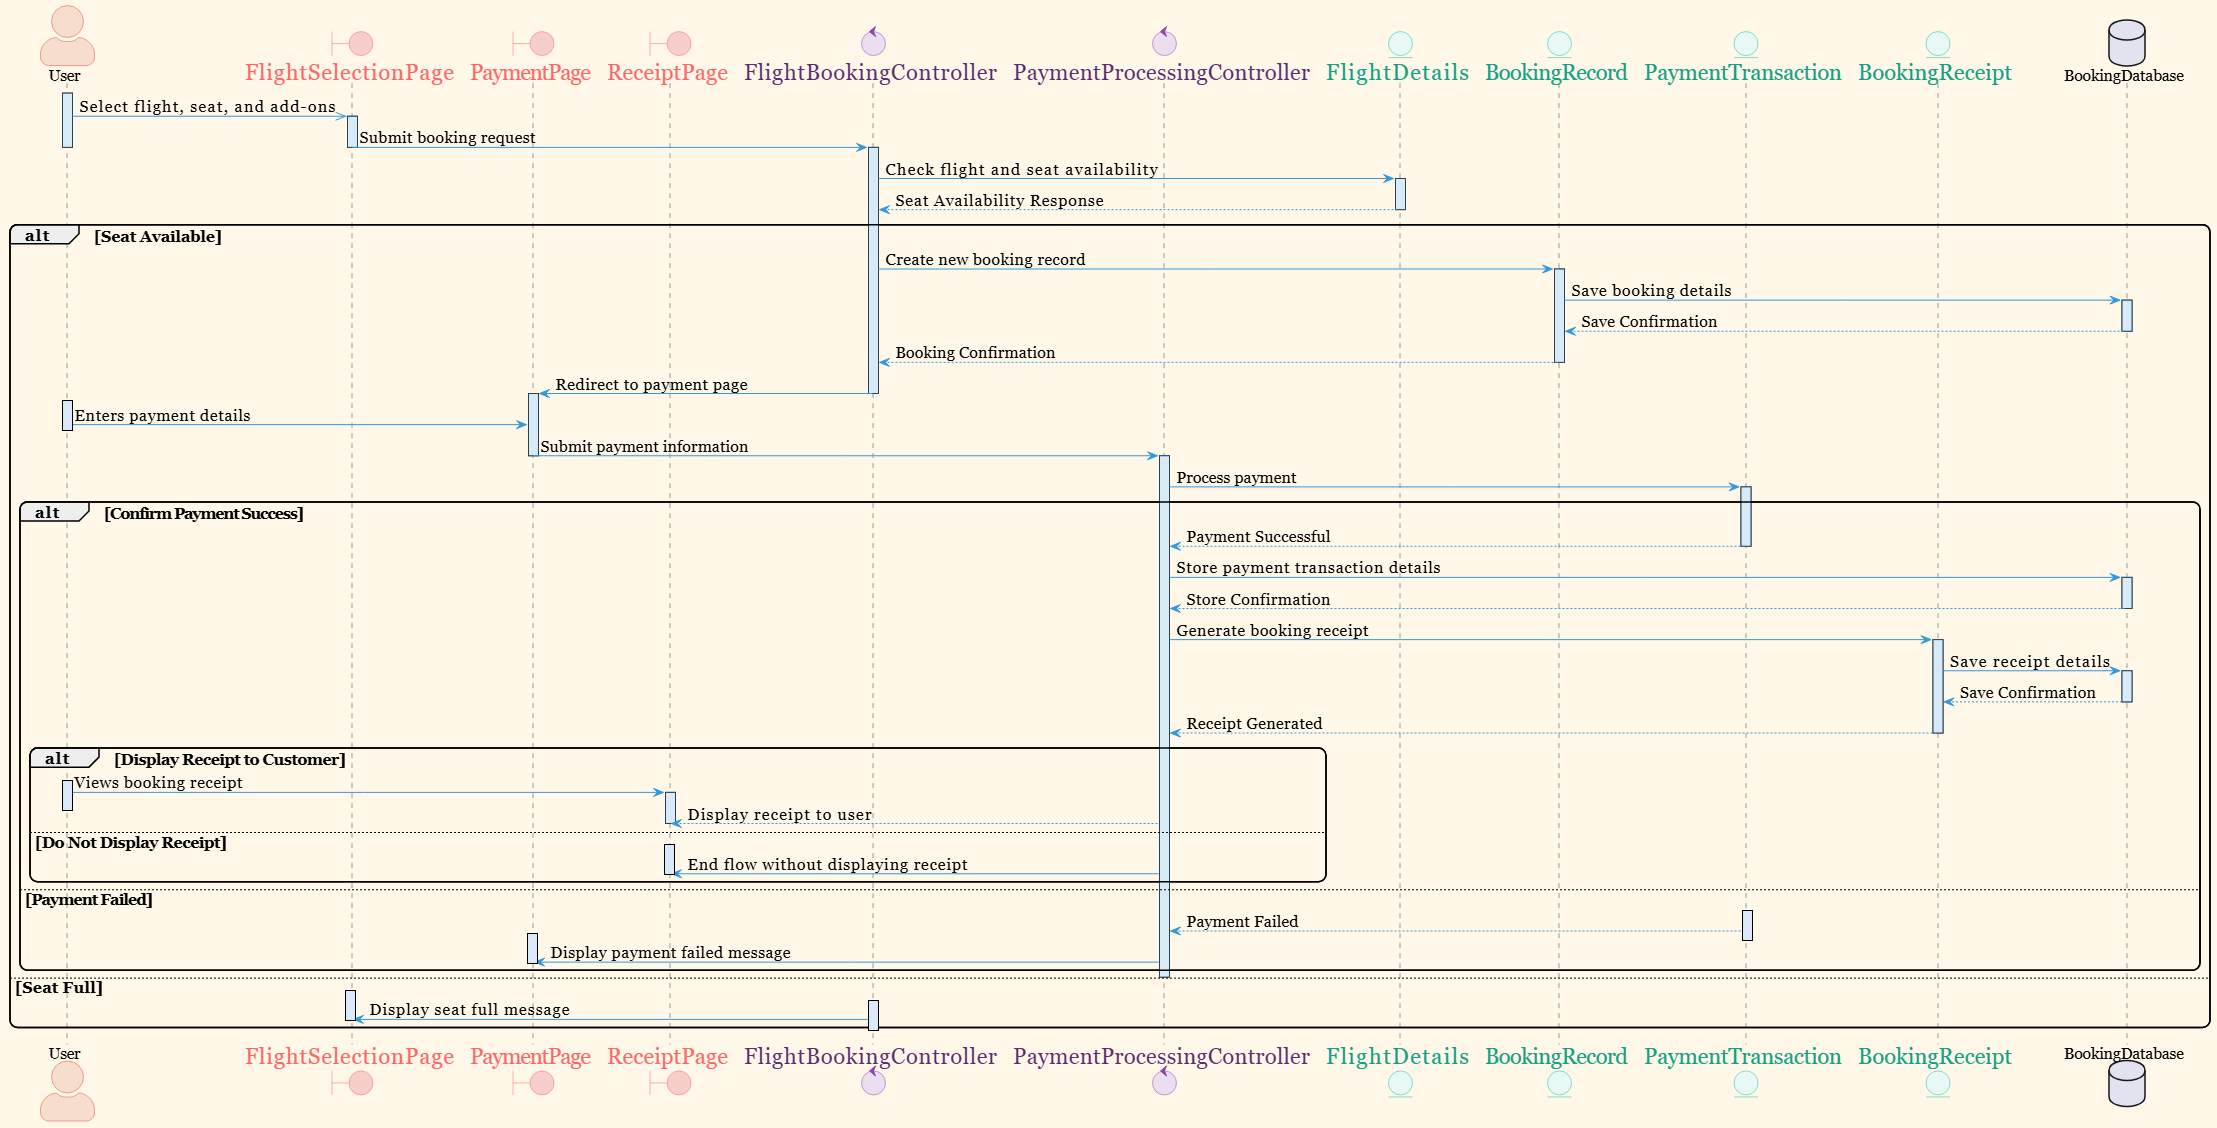 User
FlightSelectionPage
PaymentPage
ReceiptPage
FlightBookingController
PaymentProcessingController
FlightDetails
BookingRecord
PaymentTransaction
BookingReceipt
BookingDatabase
Select flight, seat, and add-ons
Submit booking request
Check flight and seat availability
Seat Availability Response
alt [Seat Available]
Create new booking record
Save booking details
Save Confirmation
Booking Confirmation
Redirect to payment page
Enters payment details
Submit payment information
Process payment
alt [Confirm Payment Success]
Payment Successful
Store payment transaction details
Store Confirmation
Generate booking receipt
Save receipt details
Save Confirmation
Receipt Generated
alt [Display Receipt to Customer]
Views booking receipt
Display receipt to user
[Do Not Display Receipt]
End flow without displaying receipt
[Payment Failed]
Payment Failed
Display payment failed message
[Seat Full]
Display seat full message
User
FlightSelectionPage
PaymentPage
ReceiptPage
FlightBookingController
PaymentProcessingController
FlightDetails
BookingRecord
PaymentTransaction
BookingReceipt
BookingDatabase